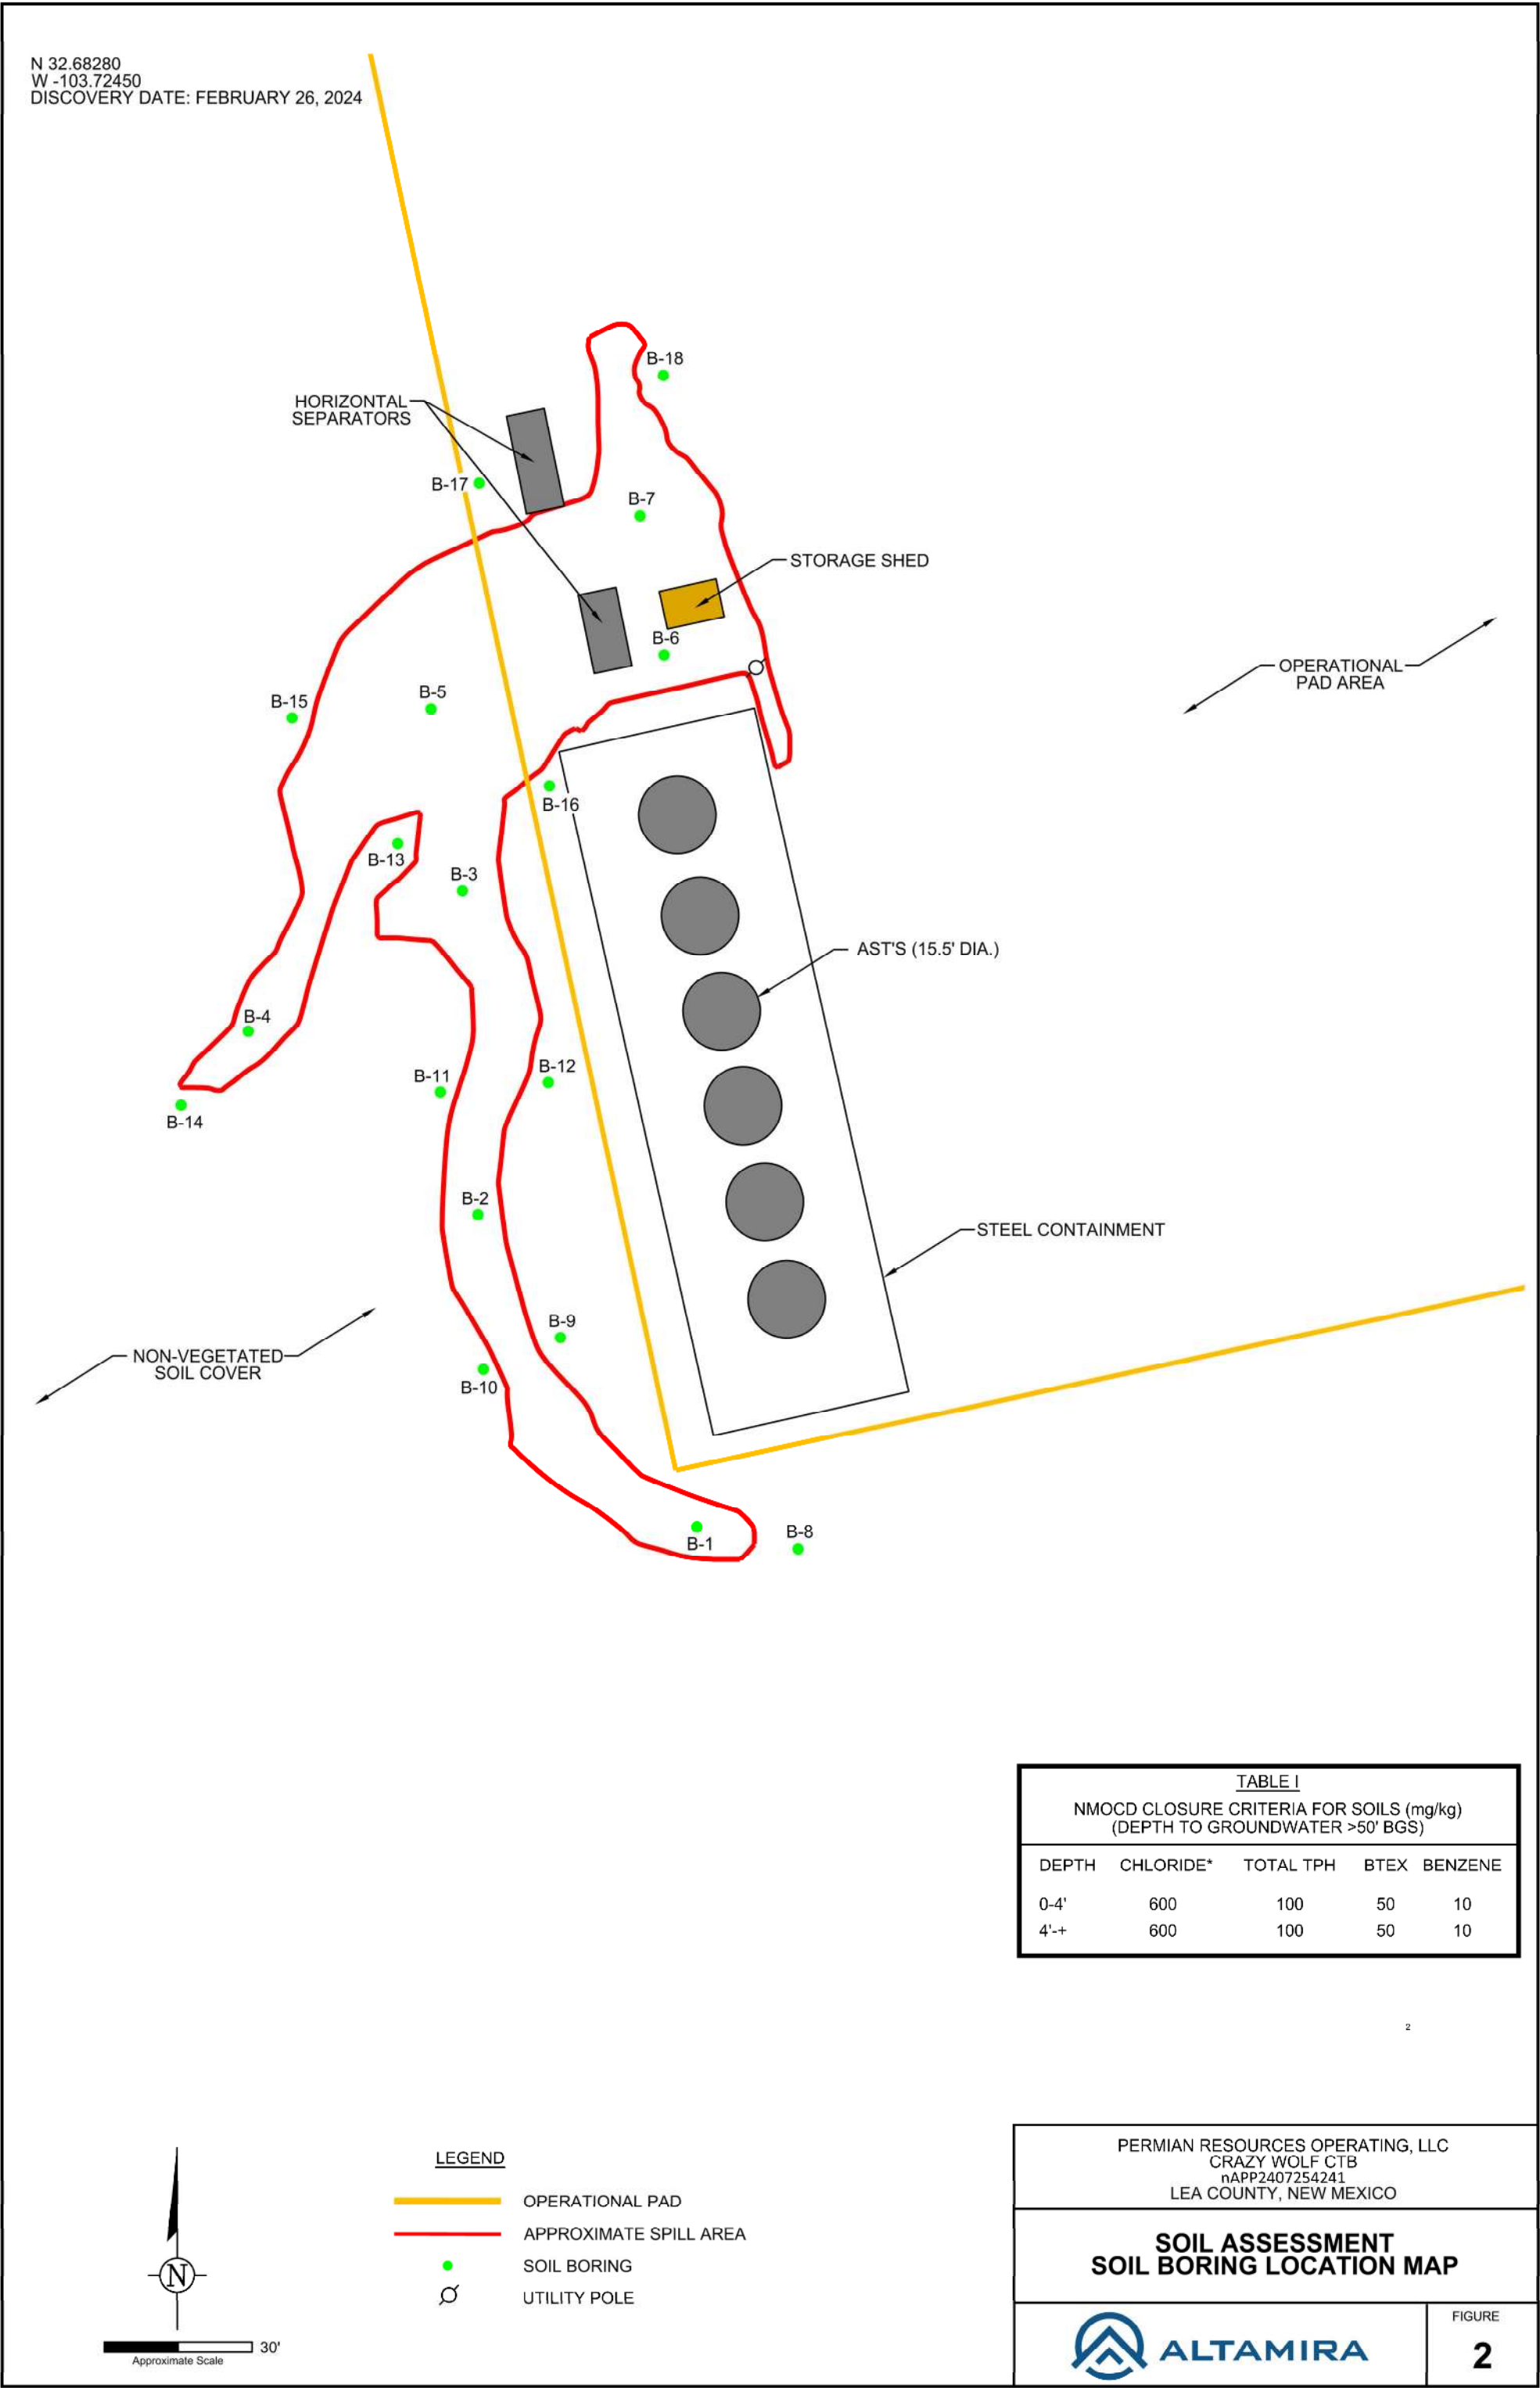 N 32.68280
W -103.72450
DISCOVERY DATE: FEBRUARY 26, 2024
B-18
HORIZONTAL
SEPARATORS
B-17
B-7
STORAGE SHED
B-6
OPERATIONAL
PAD AREA
B-5
B-15
B-16
B-13
B-3
AST'S (15.5' DIA.)
B-4
B-12
B-11
B-14
B-2
STEEL CONTAINMENT
B-9
NON-VEGETATED
SOIL COVER
B-10
B-8
B-1
TABLE I
NMOCD CLOSURE CRITERIA FOR SOILS (mg/kg)
(DEPTH TO GROUNDWATER >50' BGS)
DEPTH CHLORIDE* TOTAL TPH BTEX BENZENE
0-4' 600 100 50 10
4'-+ 600 100 50 10
2
LEGEND
OPERATIONAL PAD
APPROXIMATE SPILL AREA
SOIL BORING
UTILITY POLE
N
30'
Approximate Scale
PERMIAN RESOURCES OPERATING, LLC
CRAZY WOLF CTB
nAPP2407254241
LEA COUNTY, NEW MEXICO
SOIL ASSESSMENT
SOIL BORING LOCATION MAP
ALTAMIRA
FIGURE
2